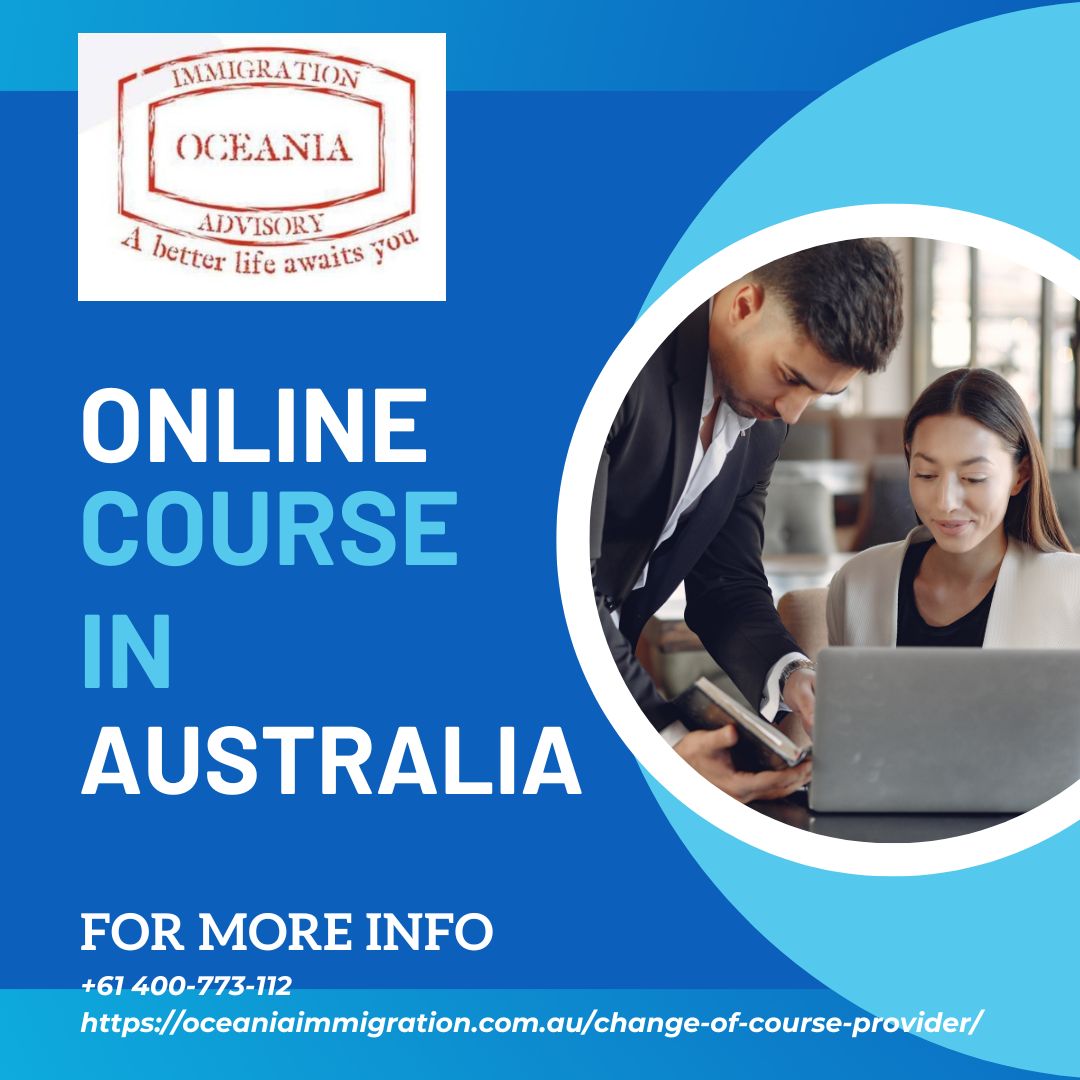 IMMIGRATION
OCEANIA
ADVISORY
A better life awaits you
ONLINE
COURSE
IN
AUSTRALIA
FOR MORE INFO
+61 400-773-112
https://oceaniaimmigration.com.au/change-of-course-provider/